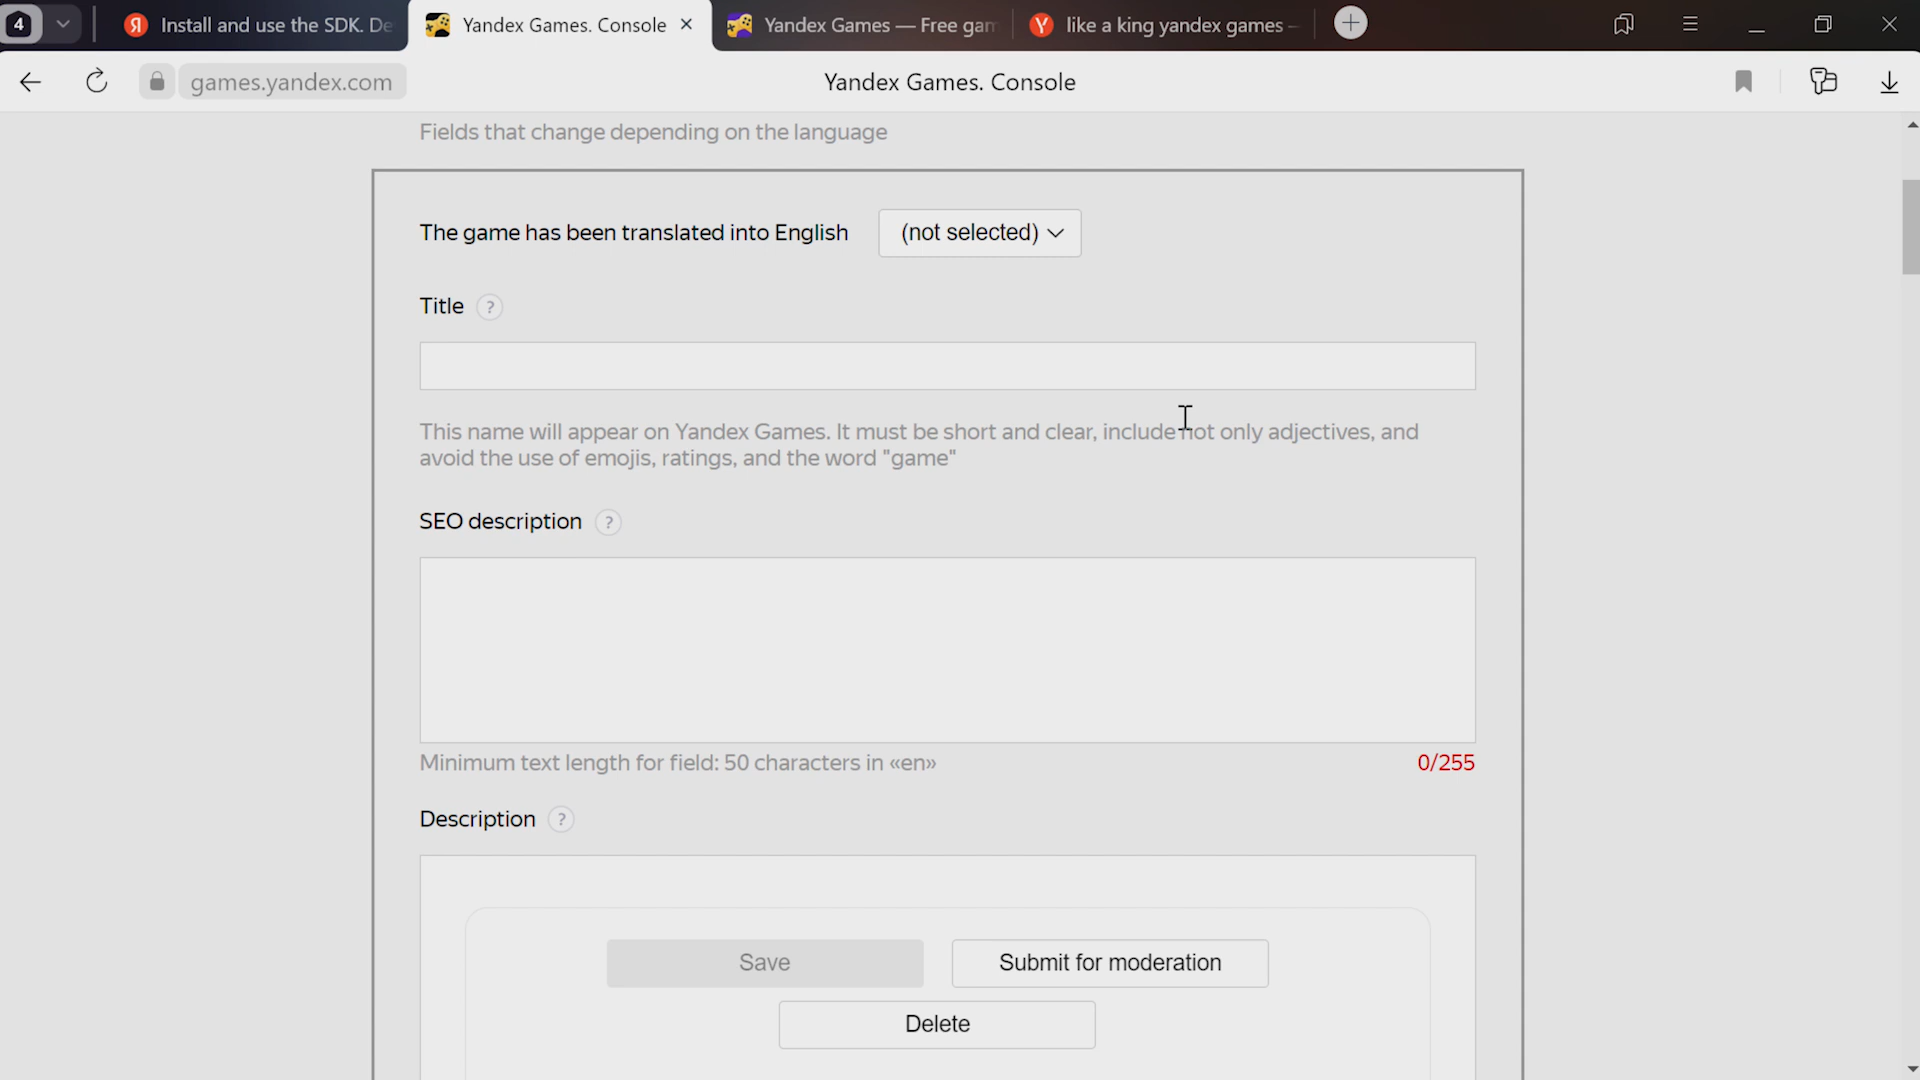 4
Я
Install and use the SDK. De
Yandex Games. Console
Yandex Games — Free gam
Y
like a king yandex games –
games.yandex.com
Yandex Games. Console
Fields that change depending on the language
The game has been translated into English
(not selected)
Title ?
This name will appear on Yandex Games. It must be short and clear, include not only adjectives, and
avoid the use of emojis, ratings, and the word "game"
SEO description ?
Minimum text length for field: 50 characters in «en»
0/255
Description ?
Save
Submit for moderation
Delete